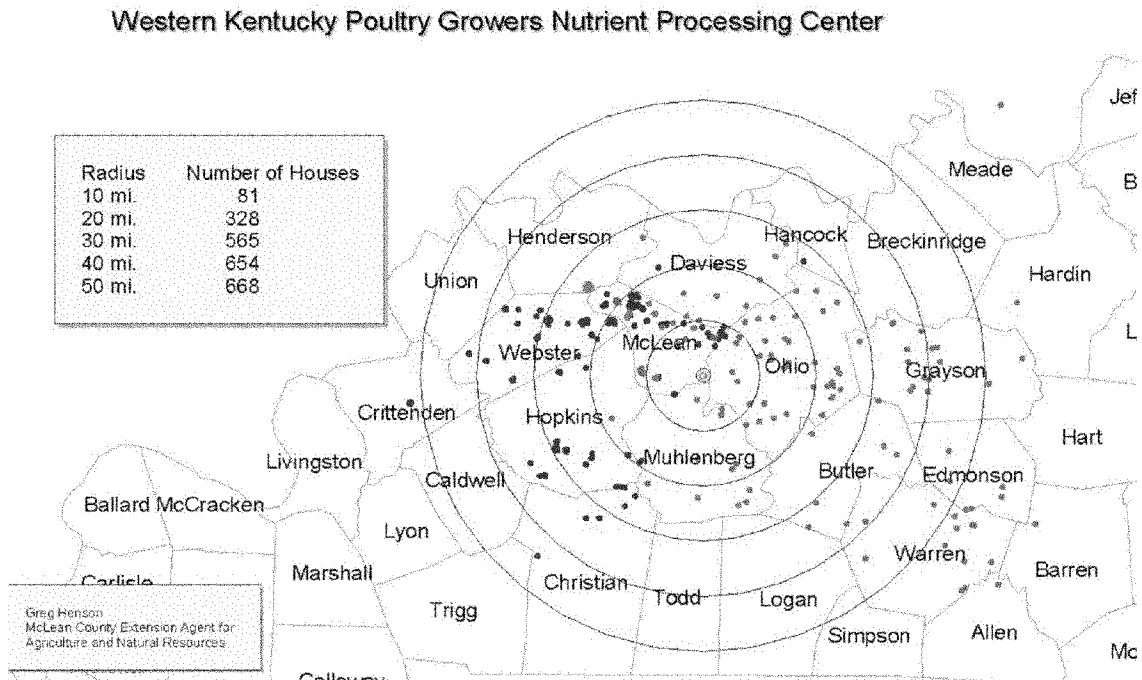 Western Kentucky Poultry Growers Nutrient Processing Center
Radius Number of Houses
10 mi. 81
20 mi. 328
30 mi. 565
40 mi. 654
50 mi. 668
Jef
Meade
B
Henderson
Hancock
Breckinridge
Union
Daviess
Hardin
L
Webster
McLean
Ohio
Grayson
Crittenden
Hopkins
Hart
Livingston
Muhlenberg
Caldwell
Butler
Edmonson
Ballard McCracken
Lyon
Warren
Marshall
Barren
Carlisle
Christian
Todd
Logan
Trigg
Simpson
Allen
Mo
Calloway
Greg Henson
McLean County Extension Agent for
Agriculture and Natural Resources